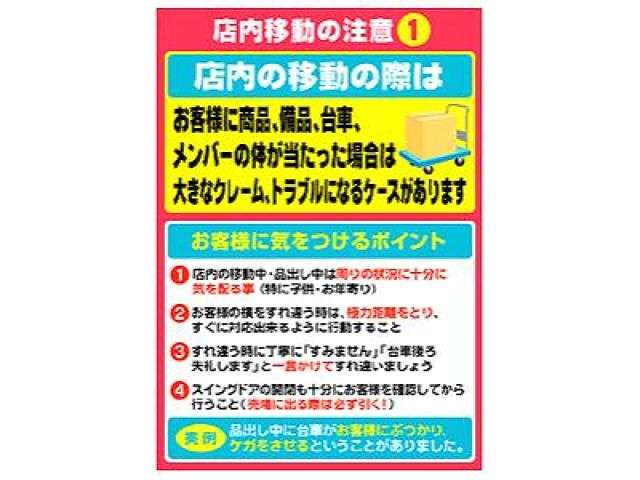 店内移動の注意①
店内の移動の際は
お客様に商品、備品、台車、
メンバーの体が当たった場合は
大きなクレーム、トラブルになるケースがあります
お客様に気をつけるポイント
① 店内の移動中・品出し中は周りの状況に十分に
気を配る事（特に子供・お年寄り）
② お客様の横をすれ違う時は、極力距離をとり、
すぐに対応出来るように行動すること
③ すれ違う時に丁寧に「すみません」「台車後ろ
失礼します」と一言かけてすれ違いましょう
④ スイングドアの開閉も十分にお客様を確認してから
行うこと（売場に出る際は必ず引く！）
実例 品出し中に台車がお客様にぶつかり、
ケガをさせるということがありました。